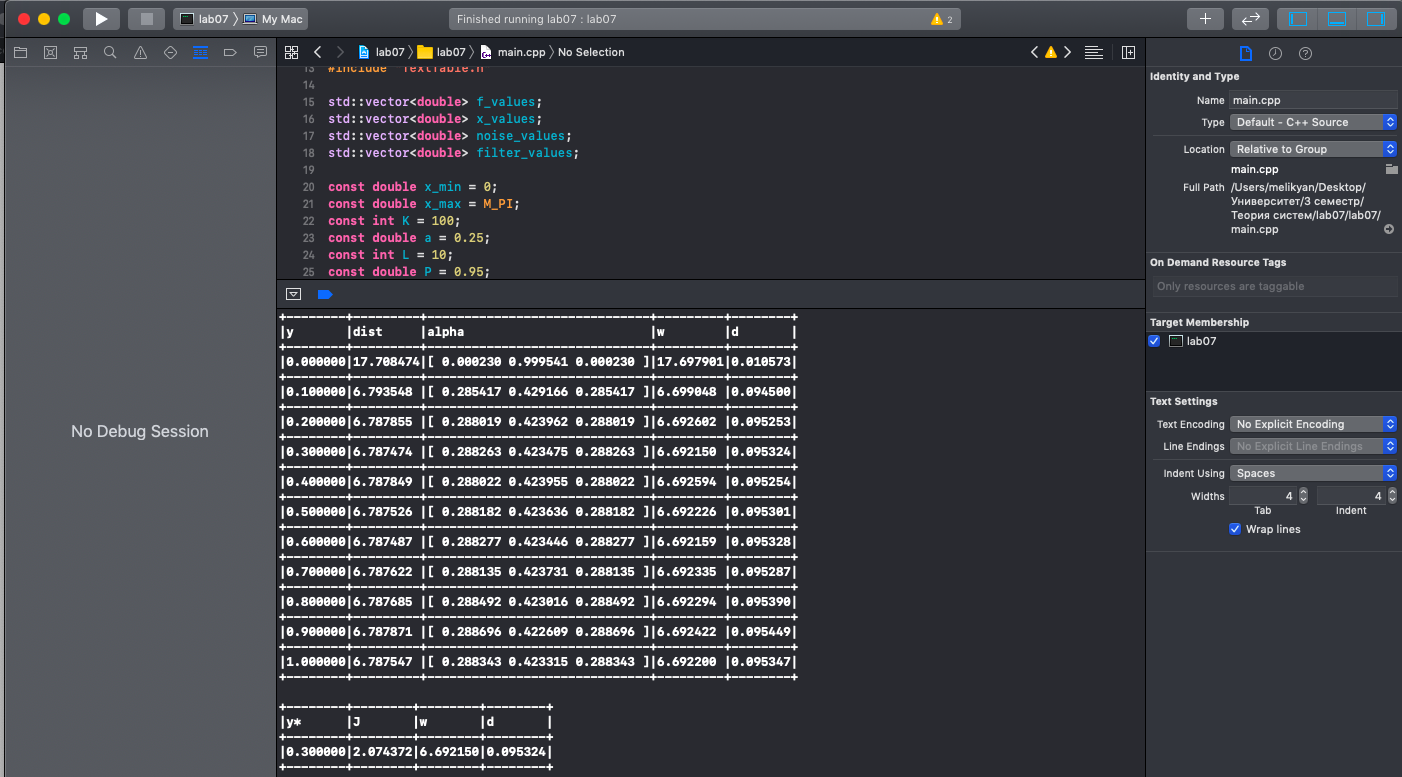 lab07 〉 My Mac
Finished running lab07 : lab07
2
lab07 〉 lab07 〉 main.cpp 〉 No Selection
13 #include "TextTable.h"
14
15 std::vector<double> f_values;
16 std::vector<double> x_values;
17 std::vector<double> noise_values;
18 std::vector<double> filter_values;
19
20 const double x_min = 0;
21 const double x_max = M_PI;
22 const int K = 100;
23 const double a = 0.25;
24 const int L = 10;
25 const double P = 0.95;
No Debug Session
+--------+---------+------------------------------+---------+--------+
|y       |dist     |alpha                         |w        |d       |
+--------+---------+------------------------------+---------+--------+
|0.000000|17.708474|[ 0.000230 0.999541 0.000230 ]|17.697901|0.010573|
+--------+---------+------------------------------+---------+--------+
|0.100000|6.793548 |[ 0.285417 0.429166 0.285417 ]|6.699048 |0.094500|
+--------+---------+------------------------------+---------+--------+
|0.200000|6.787855 |[ 0.288019 0.423962 0.288019 ]|6.692602 |0.095253|
+--------+---------+------------------------------+---------+--------+
|0.300000|6.787474 |[ 0.288263 0.423475 0.288263 ]|6.692150 |0.095324|
+--------+---------+------------------------------+---------+--------+
|0.400000|6.787849 |[ 0.288022 0.423955 0.288022 ]|6.692594 |0.095254|
+--------+---------+------------------------------+---------+--------+
|0.500000|6.787526 |[ 0.288182 0.423636 0.288182 ]|6.692226 |0.095301|
+--------+---------+------------------------------+---------+--------+
|0.600000|6.787487 |[ 0.288277 0.423446 0.288277 ]|6.692159 |0.095328|
+--------+---------+------------------------------+---------+--------+
|0.700000|6.787622 |[ 0.288135 0.423731 0.288135 ]|6.692335 |0.095287|
+--------+---------+------------------------------+---------+--------+
|0.800000|6.787685 |[ 0.288492 0.423016 0.288492 ]|6.692294 |0.095390|
+--------+---------+------------------------------+---------+--------+
|0.900000|6.787871 |[ 0.288696 0.422609 0.288696 ]|6.692422 |0.095449|
+--------+---------+------------------------------+---------+--------+
|1.000000|6.787547 |[ 0.288343 0.423315 0.288343 ]|6.692200 |0.095347|
+--------+---------+------------------------------+---------+--------+
+--------+--------+--------+--------+
|y*      |J       |w       |d       |
+--------+--------+--------+--------+
|0.300000|2.074372|6.692150|0.095324|
+--------+--------+--------+--------+
Identity and Type
Name main.cpp
Type Default - C++ Source
Location Relative to Group
main.cpp
Full Path /Users/melikyan/Desktop/
Университет/3 семестр/
Теория систем/lab07/lab07/
main.cpp
On Demand Resource Tags
Only resources are taggable
Target Membership
lab07
Text Settings
Text Encoding No Explicit Encoding
Line Endings No Explicit Line Endings
Indent Using Spaces
Widths 4 4
Tab Indent
Wrap lines